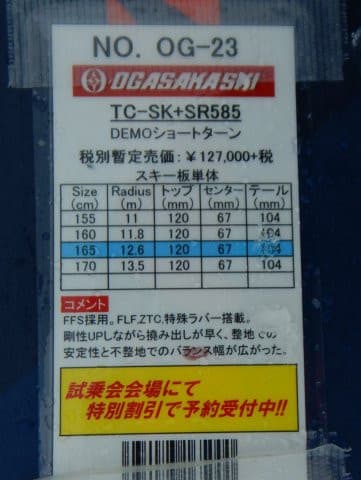 NO. OG-23
OGASAKA SKI
TC-SK+SR585
DEMOショートターン
税別暫定売価:￥127,000+税
スキー板単体
Size (cm) Radius (m) トップ (mm) センター (mm) テール (mm)
155 11 120 67 104
160 11.8 120 67 104
165 12.6 120 67 104
170 13.5 120 67 104
コメント
FFS採用。FLF,ZTC,特殊ラバー搭載。
剛性UPしながら撓み出しが早く、整地での
安定性と不整地でのバランス幅が広がった。
試乗会会場にて
特別割引で予約受付中!!